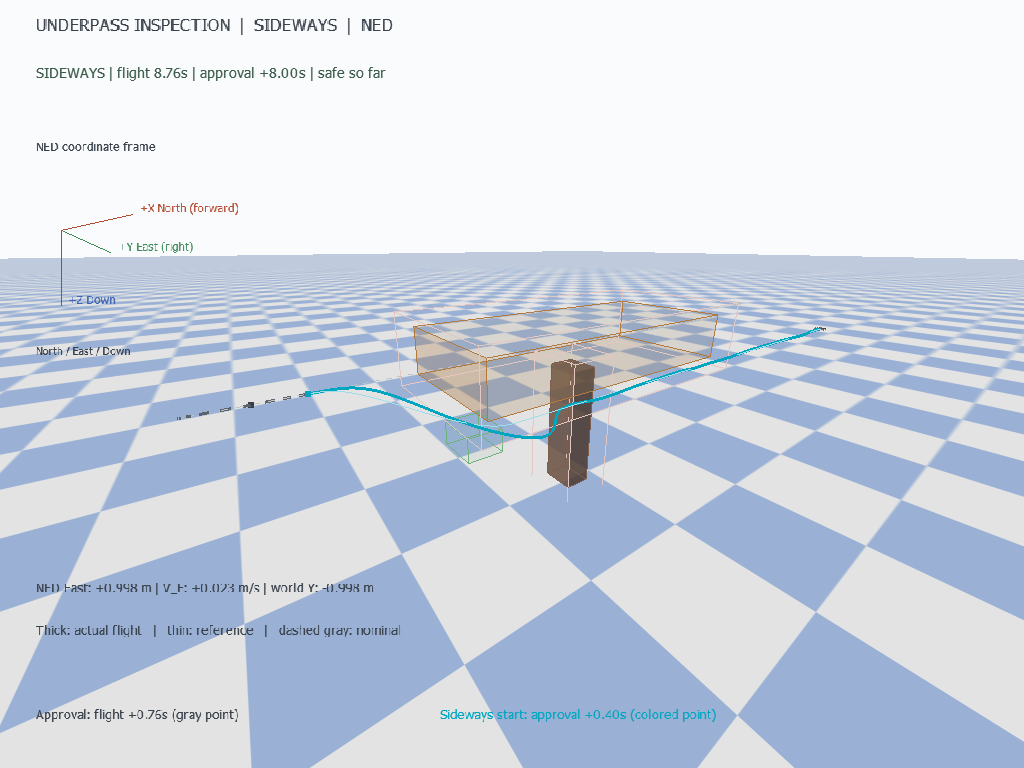 UNDERPASS INSPECTION | SIDEWAYS | NED
SIDEWAYS | flight 8.76s | approval +8.00s | safe so far
NED coordinate frame
+X North (forward)
+Y East (right)
+Z Down
North / East / Down
NED East: +0.998 m | V_E: +0.023 m/s | world Y: -0.998 m
Thick: actual flight | thin: reference | dashed gray: nominal
Approval: flight +0.76s (gray point)
Sideways start: approval +0.40s (colored point)